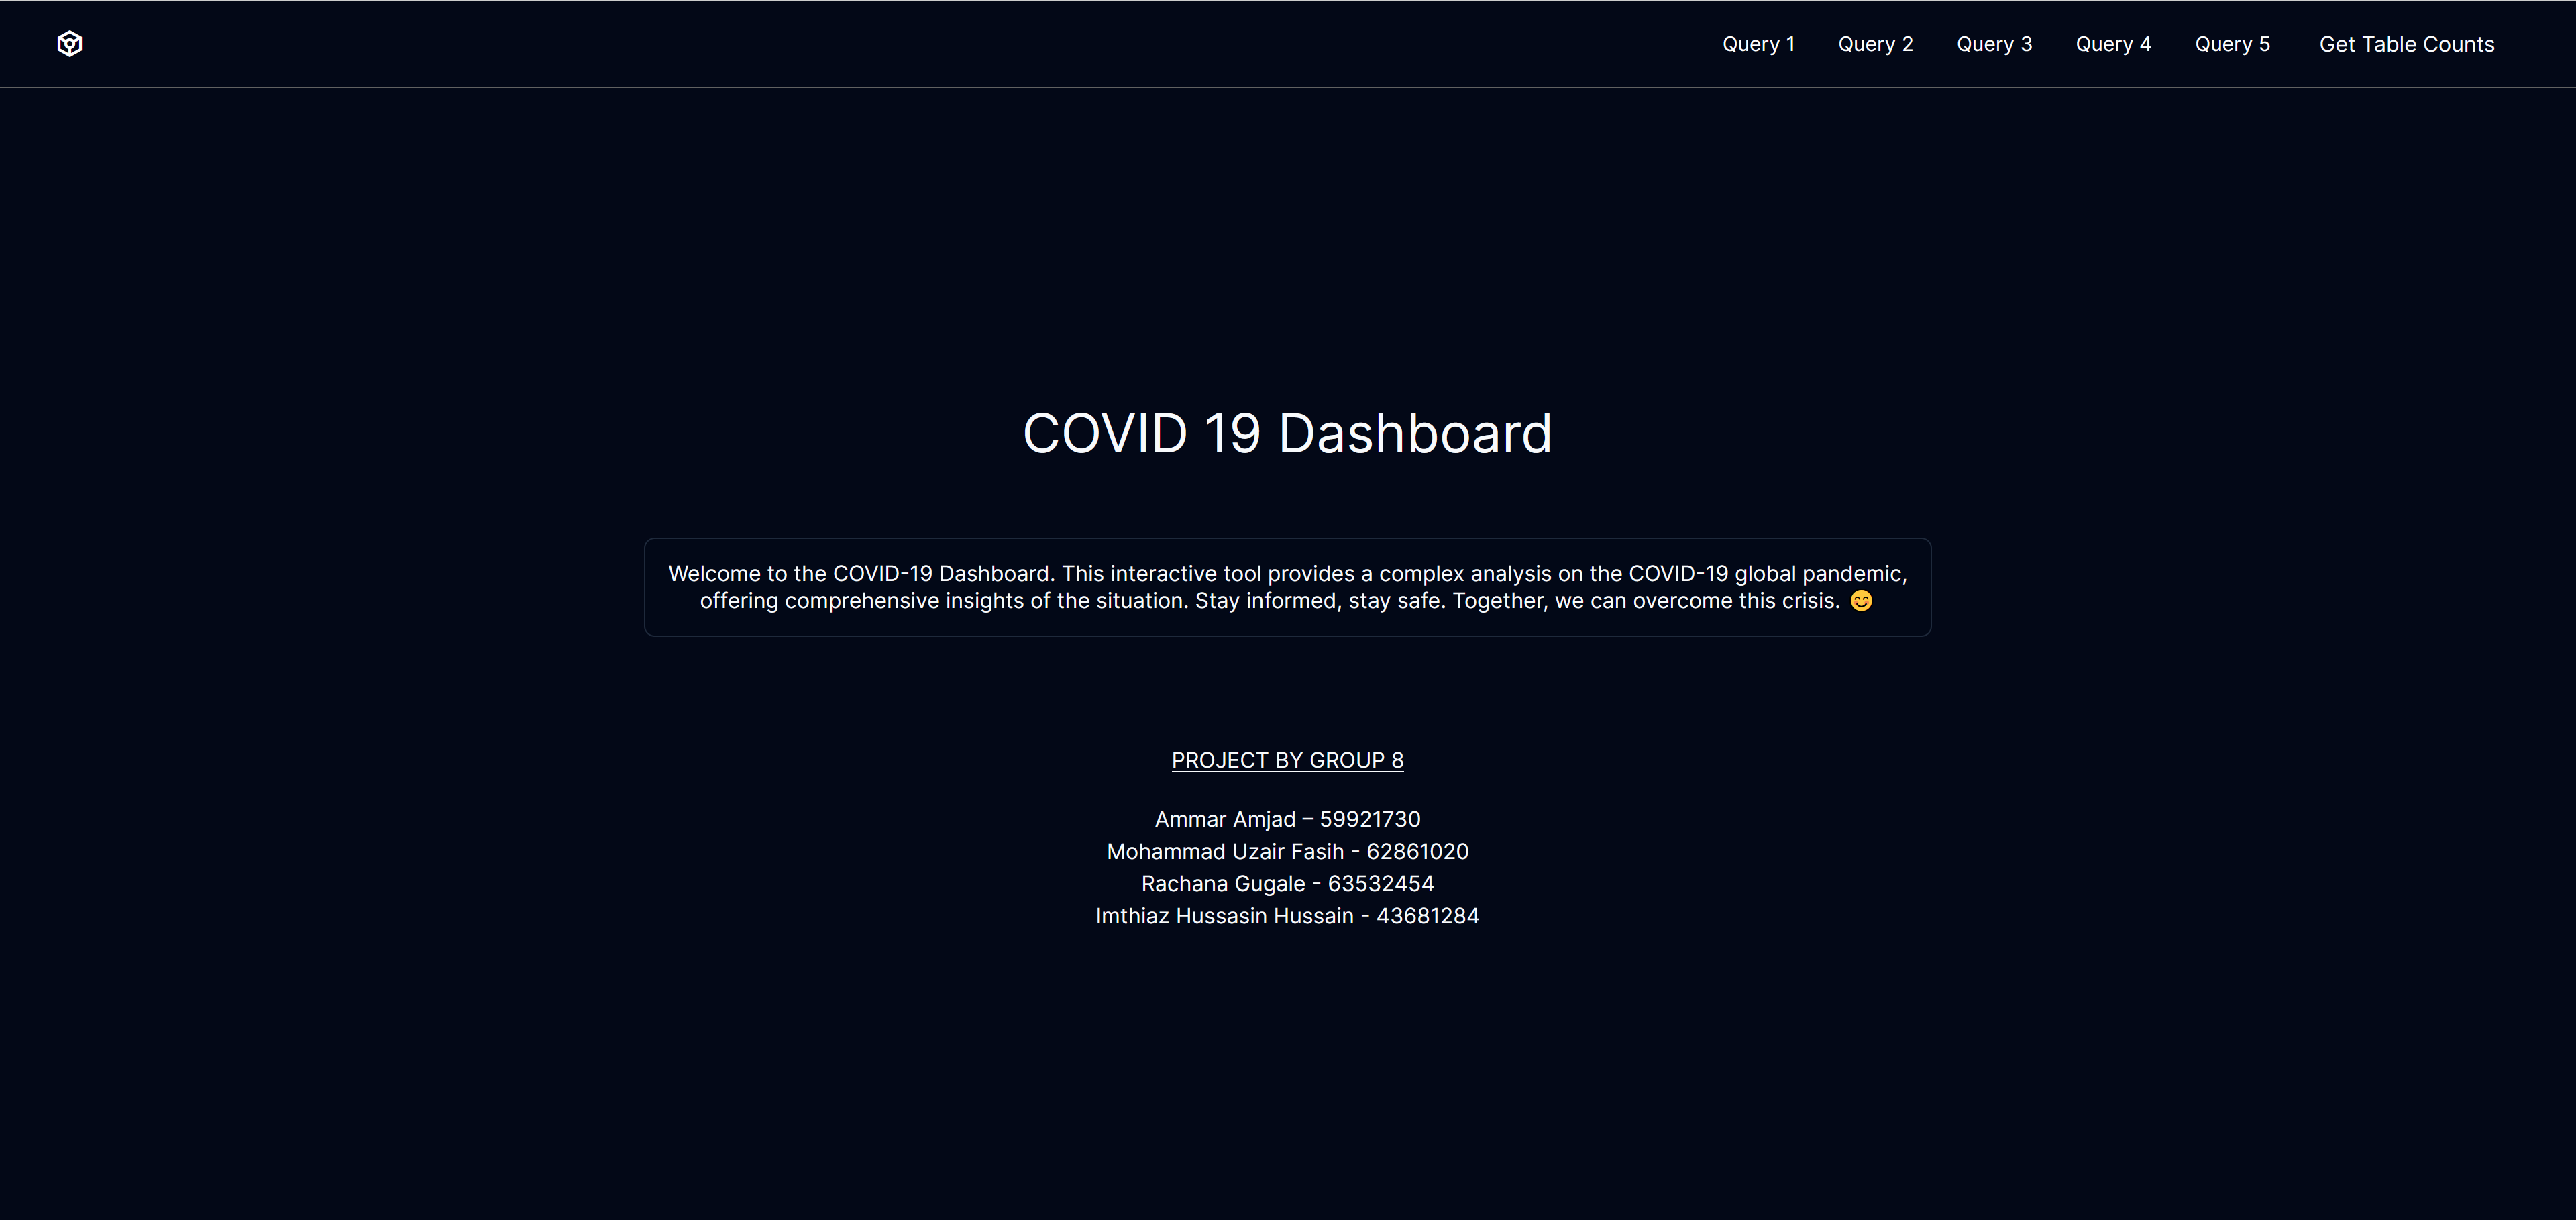 Query 1 Query 2 Query 3 Query 4 Query 5 Get Table Counts
COVID 19 Dashboard
Welcome to the COVID-19 Dashboard. This interactive tool provides a complex analysis on the COVID-19 global pandemic,
offering comprehensive insights of the situation. Stay informed, stay safe. Together, we can overcome this crisis. 😊
PROJECT BY GROUP 8
Ammar Amjad – 59921730
Mohammad Uzair Fasih - 62861020
Rachana Gugale - 63532454
Imthiaz Hussasin Hussain - 43681284